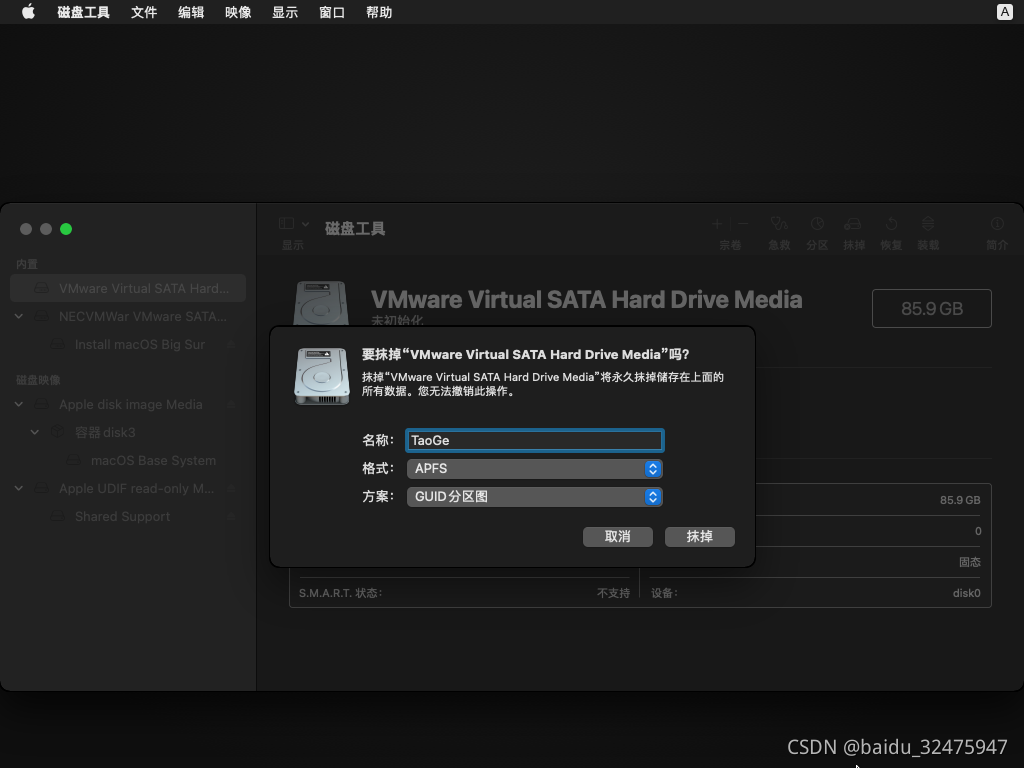 磁盘工具 文件 编辑 映像 显示 窗口 帮助 A
磁盘工具
显示 宗卷 急救 分区 抹掉 恢复 装载 简介
内置
VMware Virtual SATA Hard...
NECVMWar VMware SATA...
Install macOS Big Sur
磁盘映像
Apple disk image Media
容器 disk3
macOS Base System
Apple UDIF read-only M...
Shared Support
VMware Virtual SATA Hard Drive Media
未初始化
85.9 GB
要抹掉“VMware Virtual SATA Hard Drive Media”吗?
抹掉“VMware Virtual SATA Hard Drive Media”将永久抹掉储存在上面的
所有数据。您无法撤销此操作。
名称: TaoGe
格式: APFS
方案: GUID分区图
取消 抹掉
85.9 GB
0
固态
S.M.A.R.T. 状态: 不支持 设备: disk0
CSDN @baidu_32475947